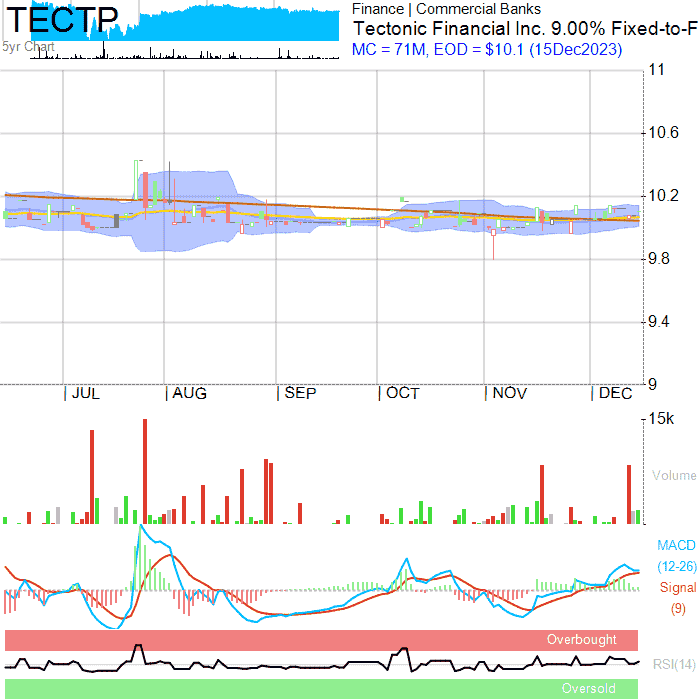 TECTP
5yr Chart
Finance | Commercial Banks
Tectonic Financial Inc. 9.00% Fixed-to-F
MC = 71M, EOD = $10.1 (15Dec2023)
11
10.6
10.2
9.8
9.4
9
| JUL | AUG | SEP | OCT | NOV | DEC
15k
Volume
MACD
(12-26)
Signal
(9)
Overbought
RSI(14)
Oversold